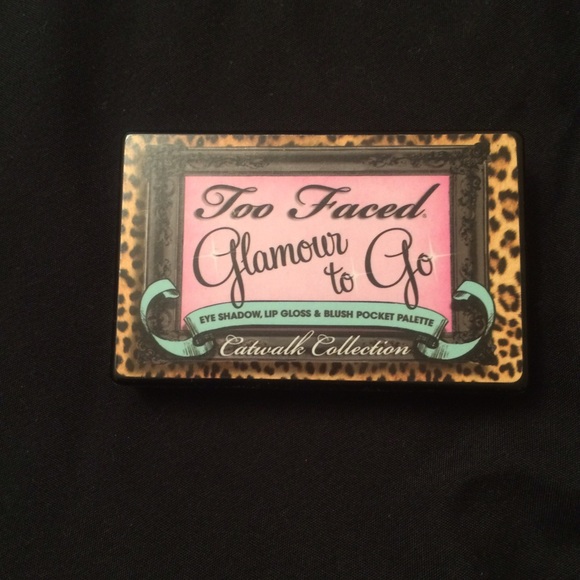 Too Faced®
Glamour
to Go
EYE SHADOW, LIP GLOSS & BLUSH POCKET PALETTE
Catwalk Collection